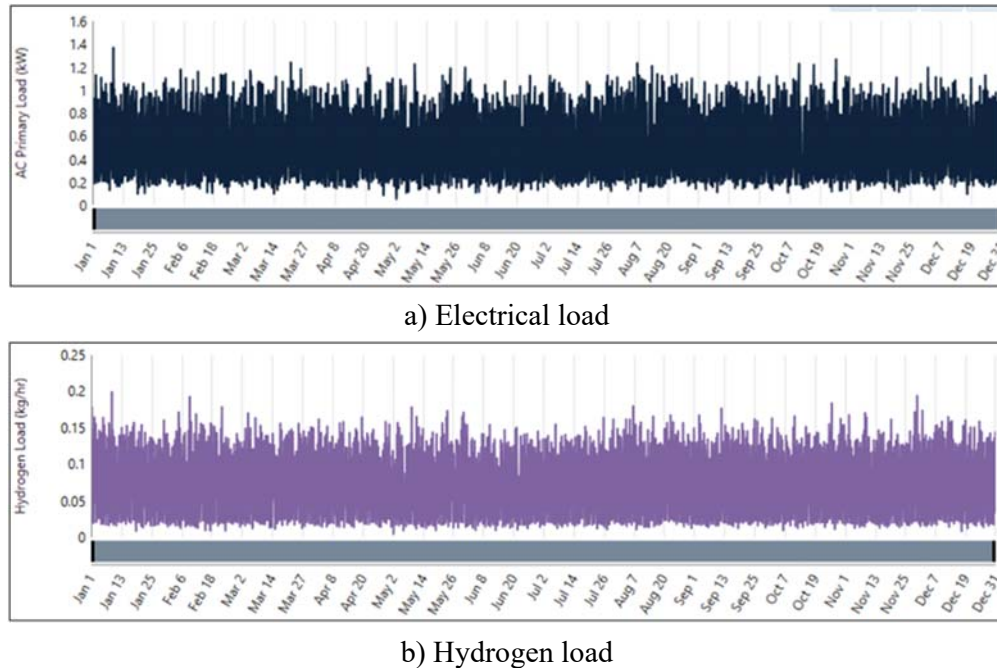 1.6
1.4
1.2
1
0.8
0.6
0.4
0.2
0
AC Primary Load (kW)
Jan 1 Jan 13 Jan 25 Feb 6 Feb 18 Mar 2 Mar 14 Mar 27 Apr 8 Apr 20 May 2 May 14 May 26 Jun 8 Jun 20 Jul 2 Jul 14 Jul 26 Aug 7 Aug 20 Sep 1 Sep 13 Sep 25 Oct 7 Oct 19 Nov 1 Nov 13 Nov 25 Dec 7 Dec 19
a) Electrical load
0.25
0.2
0.15
0.1
0.05
0
Hydrogen Load (kg/hr)
Jan 1 Jan 13 Jan 25 Feb 6 Feb 18 Mar 2 Mar 14 Mar 27 Apr 8 Apr 20 May 2 May 14 May 26 Jun 8 Jun 20 Jul 2 Jul 14 Jul 26 Aug 7 Aug 20 Sep 1 Sep 13 Sep 25 Oct 7 Oct 19 Nov 1 Nov 13 Nov 25 Dec 7 Dec 19 Dec 31
b) Hydrogen load